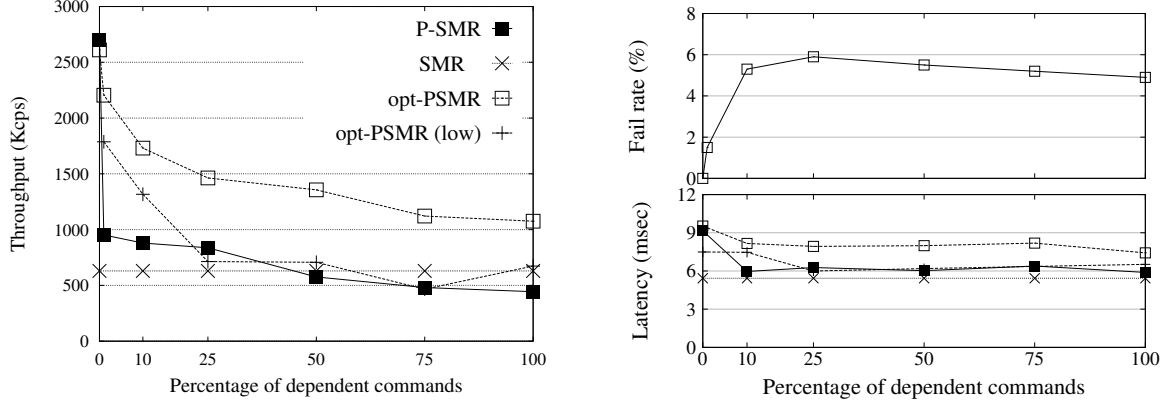 3000
2500
2000
1500
1000
500
0
Throughput (Kcps)
P-SMR
SMR
opt-PSMR
opt-PSMR (low)
0 10 25 50 75 100
Percentage of dependent commands
8
6
4
2
0
Fail rate (%)
12
9
6
3
0
Latency (msec)
0 10 25 50 75 100
Percentage of dependent commands